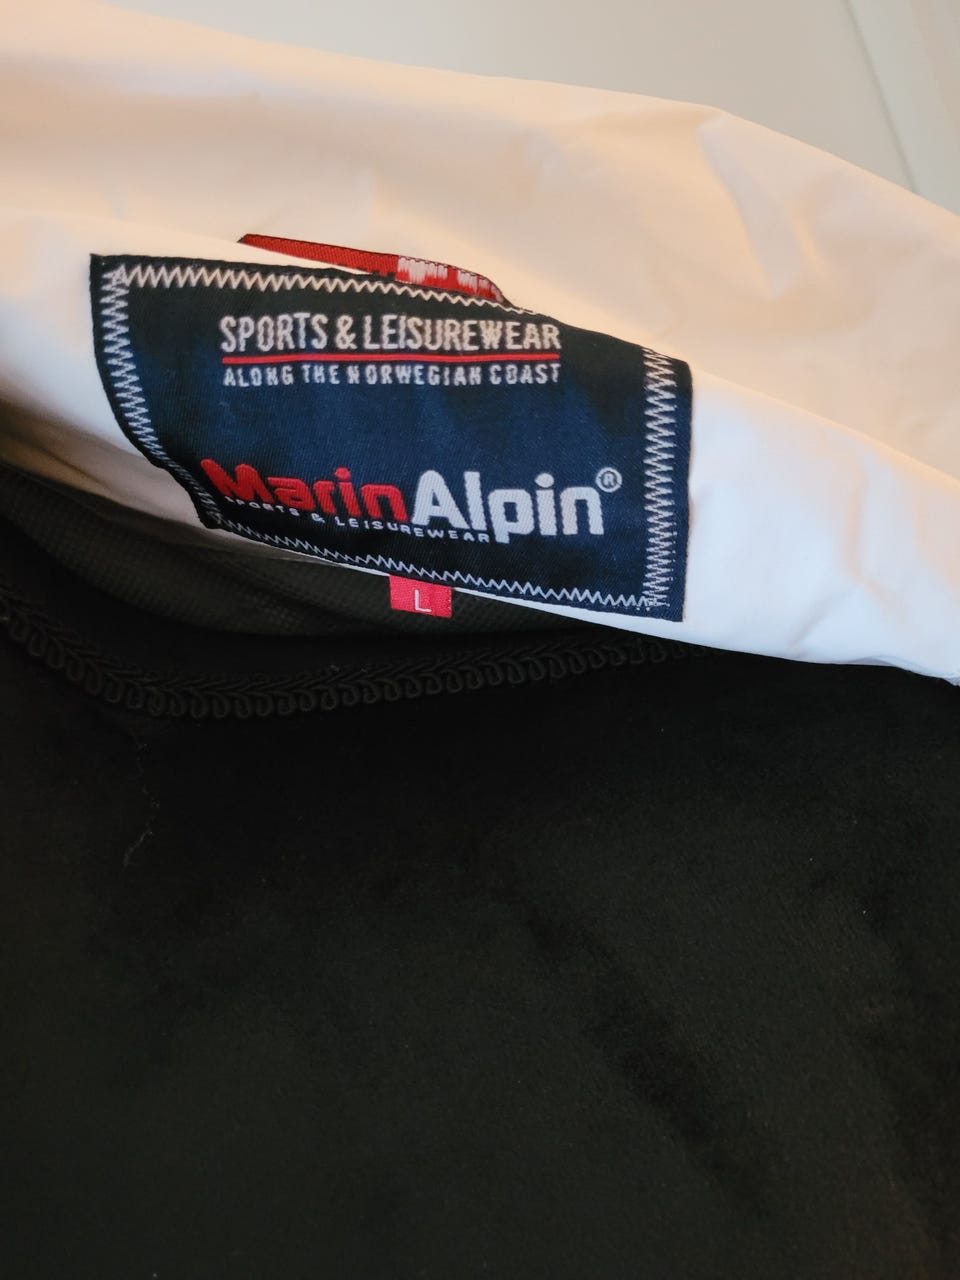 SPORTS & LEISUREWEAR
ALONG THE NORWEGIAN COAST
MarinAlpin®
SPORTS & LEISUREWEAR
L